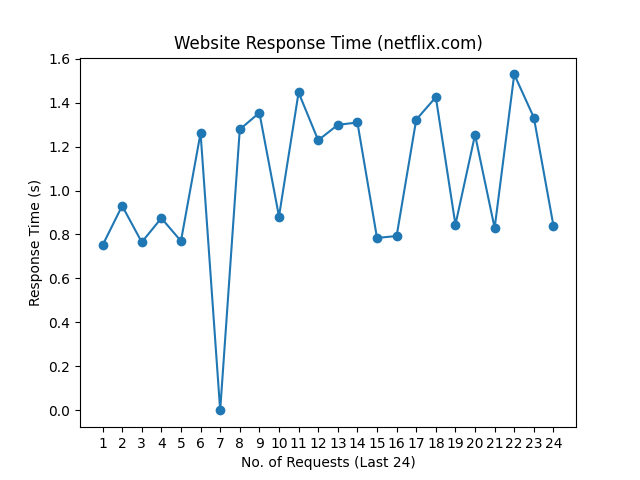 Website Response Time (netflix.com)
1.6
1.4
1.2
1.0
0.8
0.6
0.4
0.2
0.0
Response Time (s)
1 2 3 4 5 6 7 8 9 10 11 12 13 14 15 16 17 18 19 20 21 22 23 24
No. of Requests (Last 24)